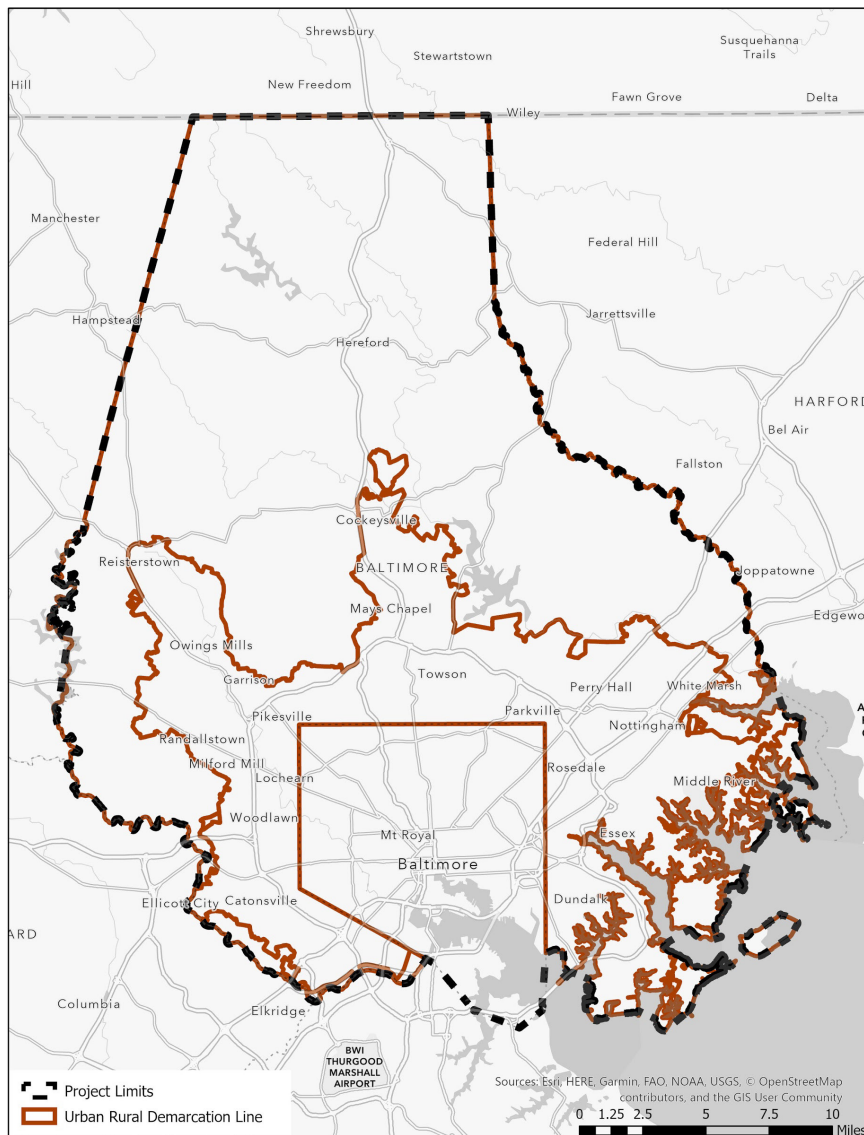 Shrewsbury
Stewartstown
Susquehanna
Trails
Hill
New Freedom
Fawn Grove
Delta
Wiley
Manchester
Federal Hill
Hampstead
Jarrettsville
Hereford
HARFORD
Bel Air
Fallston
Cockeysville
Reisterstown
BALTIMORE
Joppatowne
Mays Chapel
Edgewo
Owings Mills
Garrison
Towson
Perry Hall
White Marsh
Pikesville
Parkville
Nottingham
Randallstown
Milford Mill
Lochearn
Rosedale
Middle River
Woodlawn
Mt Royal
Essex
Baltimore
Ellicott City
Catonsville
Dundalk
ARD
Columbia
Elkridge
BWI
THURGOOD
MARSHALL
AIRPORT
Project Limits
Urban Rural Demarcation Line
Sources: Esri, HERE, Garmin, FAO, NOAA, USGS, © OpenStreetMap
contributors, and the GIS User Community
0 1.25 2.5 5 7.5 10
Miles